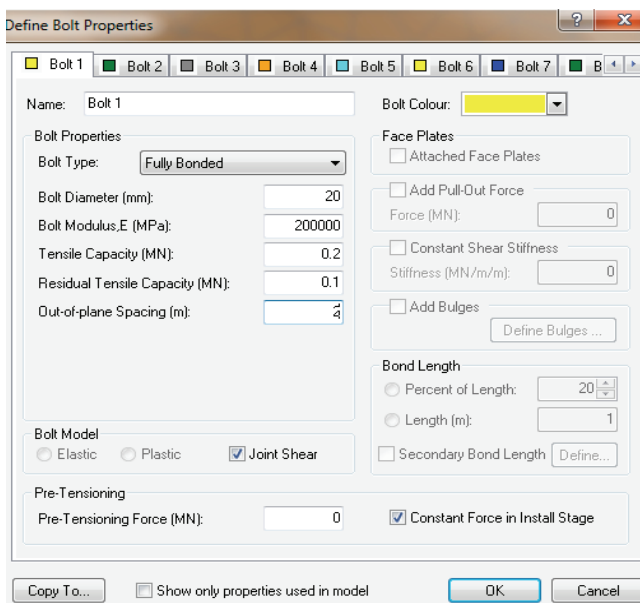 Define Bolt Properties
Bolt 1 Bolt 2 Bolt 3 Bolt 4 Bolt 5 Bolt 6 Bolt 7 B
Name: Bolt 1 Bolt Colour:
Bolt Properties Face Plates
Bolt Type: Fully Bonded Attached Face Plates
Bolt Diameter (mm): 20 Add Pull-Out Force
Bolt Modulus,E (MPa): 200000 Force (MN): 0
Tensile Capacity (MN): 0.2 Constant Shear Stiffness
Residual Tensile Capacity (MN): 0.1 Stiffness (MN/m/m): 0
Out-of-plane Spacing (m): Add Bulges
Define Bulges ...
Bond Length
Percent of Length: 20
Length (m): 1
Bolt Model
Elastic Plastic Joint Shear Secondary Bond Length Define...
Pre-Tensioning
Pre-Tensioning Force (MN): 0 Constant Force in Install Stage
Copy To... Show only properties used in model OK Cancel